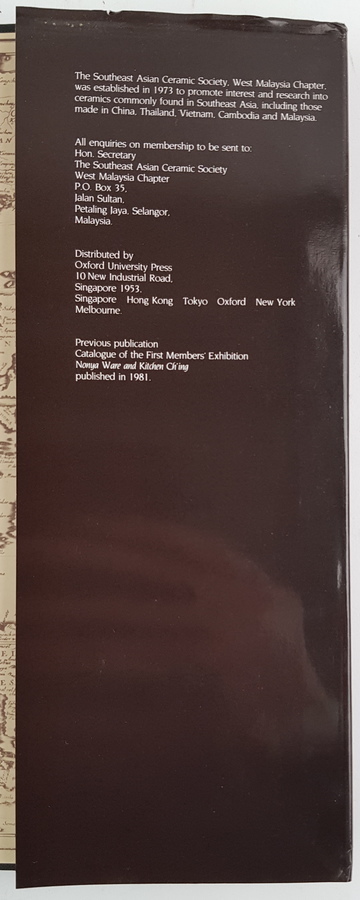 The Southeast Asian Ceramic Society, West Malaysia Chapter,
was established in 1973 to promote interest and research into
ceramics commonly found in Southeast Asia, including those
made in China, Thailand, Vietnam, Cambodia and Malaysia.
All enquiries on membership to be sent to:
Hon. Secretary
The Southeast Asian Ceramic Society
West Malaysia Chapter
P.O. Box 35,
Jalan Sultan,
Petaling Jaya, Selangor,
Malaysia.
Distributed by
Oxford University Press
10 New Industrial Road,
Singapore 1953.
Singapore Hong Kong Tokyo Oxford New York
Melbourne.
Previous publication
Catalogue of the First Members' Exhibition
Nonya Ware and Kitchen Ch'ing
published in 1981.